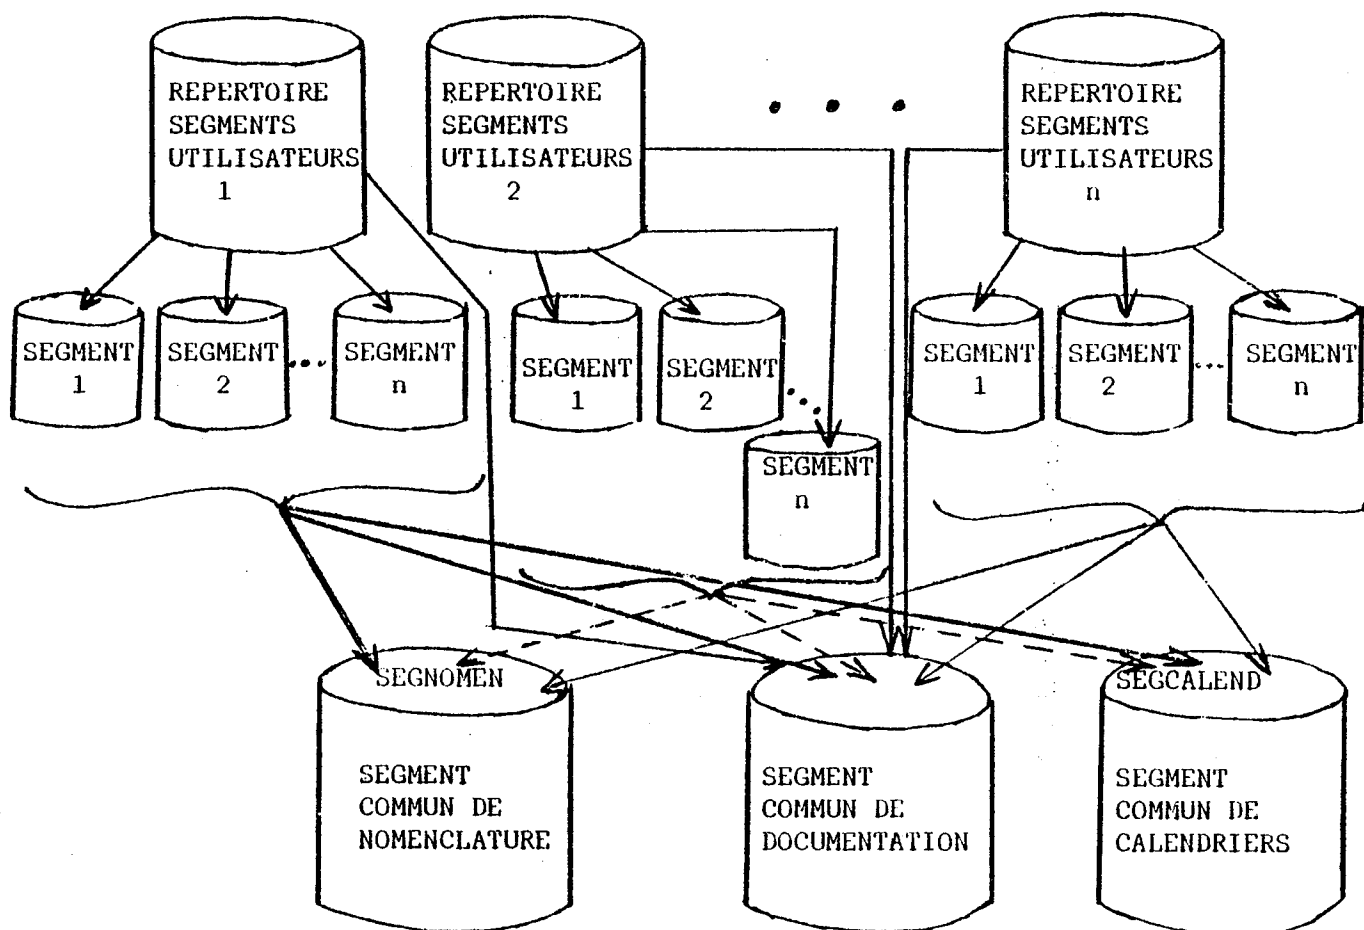 REPERTOIRE
SEGMENTS
UTILISATEURS
1
REPERTOIRE
SEGMENTS
UTILISATEURS
2
. . .
REPERTOIRE
SEGMENTS
UTILISATEURS
n
SEGMENT
1
SEGMENT
2
...
SEGMENT
n
SEGMENT
1
SEGMENT
2
....
SEGMENT
n
SEGMENT
1
SEGMENT
2
....
SEGMENT
n
SEGNOMEN
SEGMENT
COMMUN DE
NOMENCLATURE
SEGMENT
COMMUN DE
DOCUMENTATION
SEGCALEND
SEGMENT
COMMUN DE
CALENDRIERS